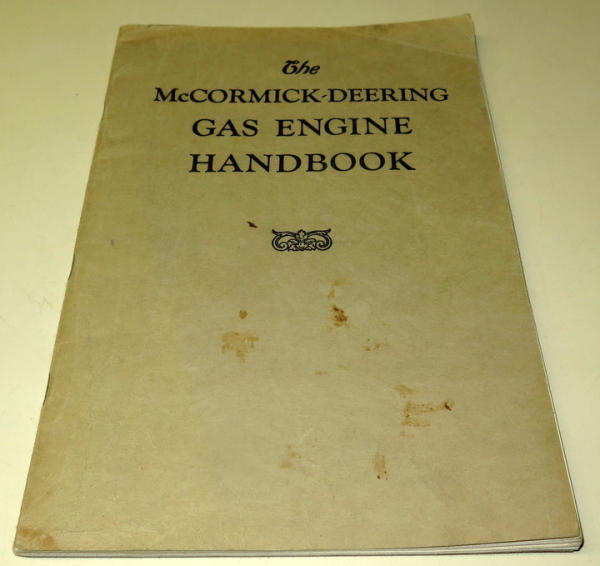 The
McCORMICK-DEERING
GAS ENGINE
HANDBOOK